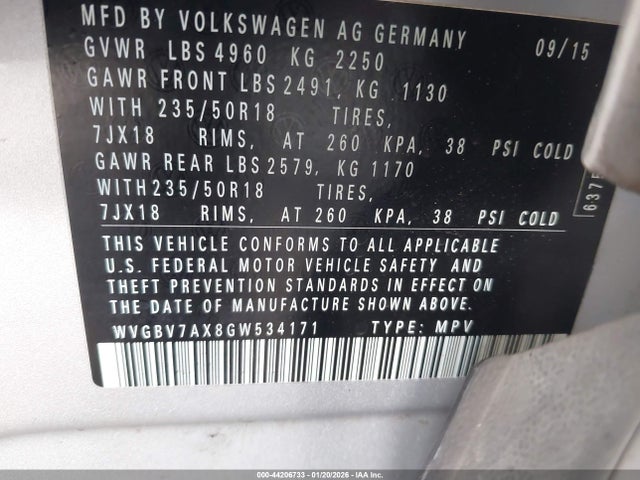 MFD BY VOLKSWAGEN AG GERMANY 09/15
GVWR LBS 4960 KG 2250
GAWR FRONT LBS 2491, KG 1130
WITH 235/50R18 TIRES,
7JX18 RIMS, AT 260 KPA, 38 PSI COLD
GAWR REAR LBS 2579, KG 1170
WITH 235/50R18 TIRES,
7JX18 RIMS, AT 260 KPA, 38 PSI COLD
THIS VEHICLE CONFORMS TO ALL APPLICABLE
U.S. FEDERAL MOTOR VEHICLE SAFETY AND
THEFT PREVENTION STANDARDS IN EFFECT ON
THE DATE OF MANUFACTURE SHOWN ABOVE.
WVGBV7AX8GW534171 TYPE: MPV
000-44206733 - 01/20/2026 - IAA Inc.